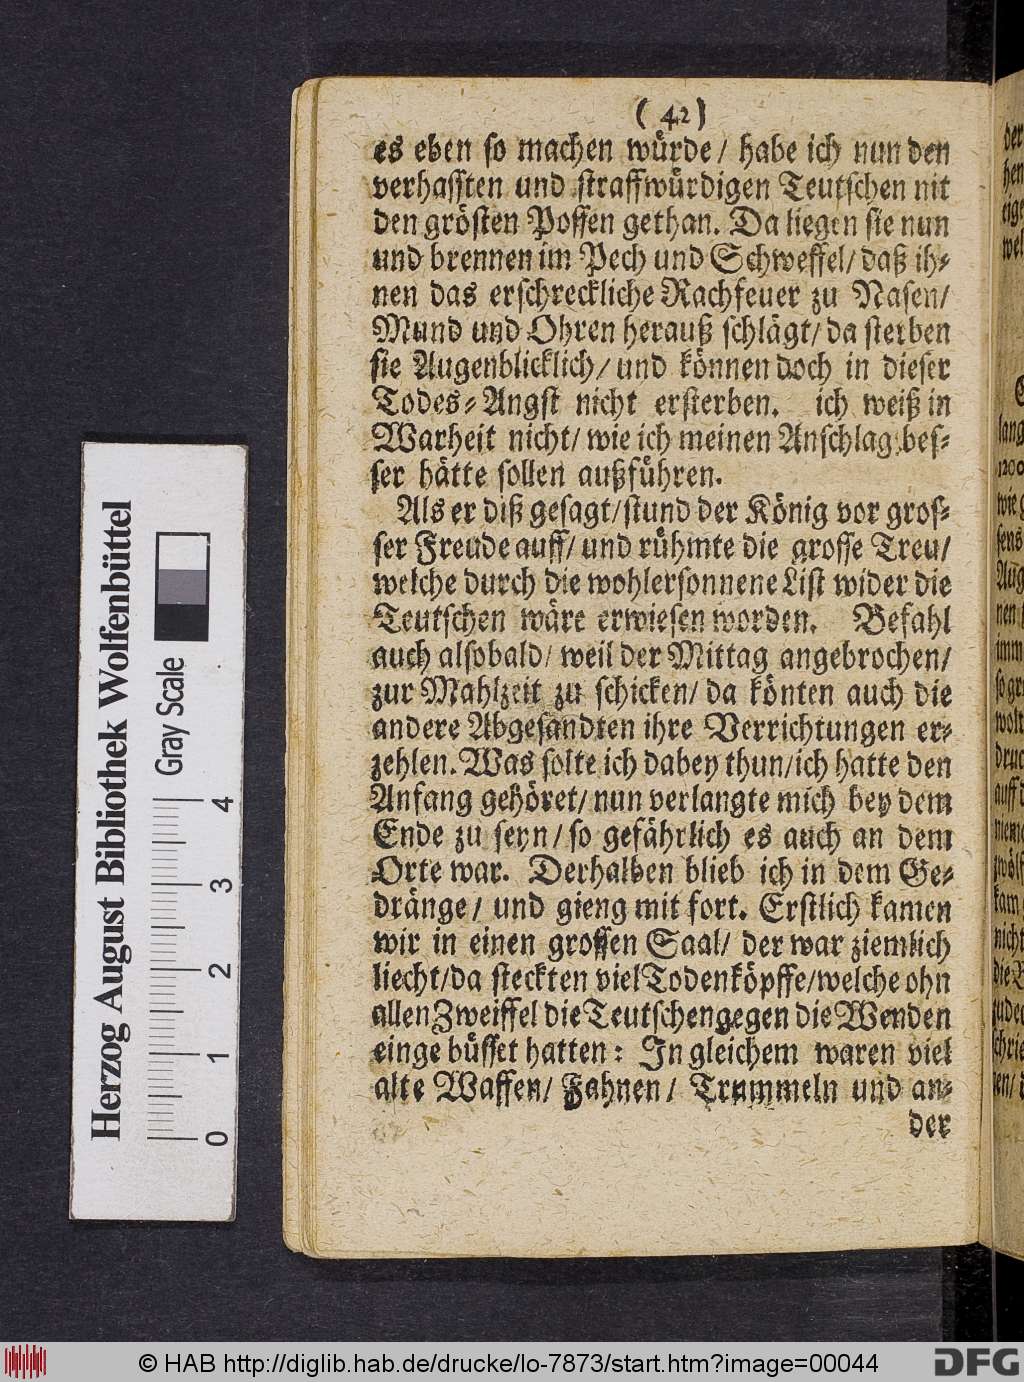 ( 42 )
es eben so machen würde / habe ich nun den
verhassten und straffwürdigen Teutschen nit
den grösten Possen gethan. Da liegen sie nun
und brennen im Pech und Schweffel / daß ih-
nen das erschreckliche Rachfeuer zu Nasen /
Mund und Ohren herauß schlägt / da sterben
sie Augenblicklich / und können doch in dieser
Todes-Angst nicht ersterben. ich weiß in
Warheit nicht / wie ich meinen Anschlag bes-
ser hätte sollen außführen.
Als er diß gesagt / stund der König vor gros-
ser Freude auff / und rühmte die grosse Treu /
welche durch die wohlersonnene List wider die
Teutschen wäre erwiesen worden. Befahl
auch alsobald / weil der Mittag angebrochen /
zur Mahlzeit zu schicken / da könten auch die
andere Abgesandten ihre Verrichtungen er-
zehlen. Was solte ich dabey thun / ich hatte den
Anfang gehöret / nun verlangte mich bey dem
Ende zu seyn / so gefährlich es auch an dem
Orte war. Derhalben blieb ich in dem Ge-
dränge / und gieng mit fort. Erstlich kamen
wir in einen grossen Saal / der war ziemlich
liecht / da steckten viel Todenköpffe / welche ohn
allen Zweiffel die Teutschen gegen die Wenden
einge büsset hatten: In gleichem waren viel
alte Waffen / Fahnen / Trummeln und an-
der
Herzog August Bibliothek Wolfenbüttel
Gray Scale
0 1 2 3 4
© HAB http://diglib.hab.de/drucke/lo-7873/start.htm?image=00044
DFG